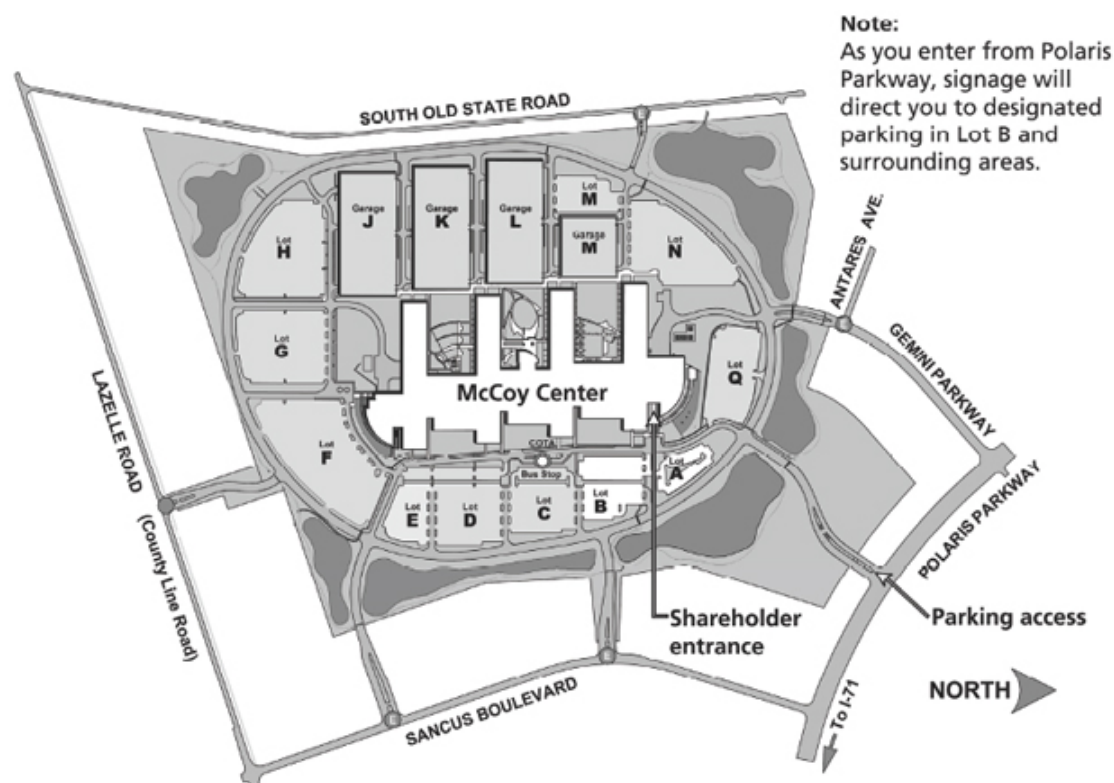 Note:
As you enter from Polaris
Parkway, signage will
direct you to designated
parking in Lot B and
surrounding areas.
SOUTH OLD STATE ROAD
ANTARES AVE.
GEMINI PARKWAY
POLARIS PARKWAY
LAZELLE ROAD
(County Line Road)
SANCUS BOULEVARD
To I-71
Lot
H
Garage
J
Garage
K
Garage
L
Lot
M
Garage
M
Lot
N
Lot
G
Lot
Q
McCoy Center
Lot
F
COTA
Bus Stop
Lot
A
Lot
E
Lot
D
Lot
C
Lot
B
Shareholder
entrance
Parking access
NORTH